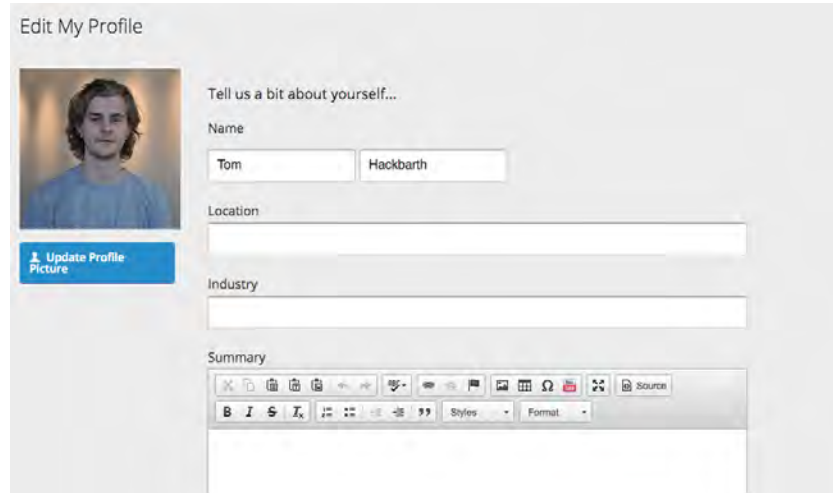 Edit My Profile
Tell us a bit about yourself...
Name
Tom Hackbarth
Location
Update Profile
Picture
Industry
Summary
Source
B I S Tx Styles Format